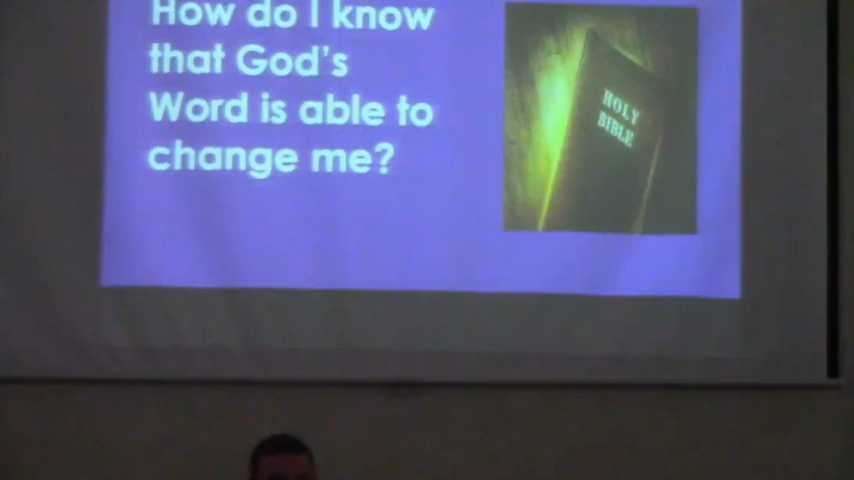 How do I know
that God's
Word is able to
change me?
HOLY
BIBLE